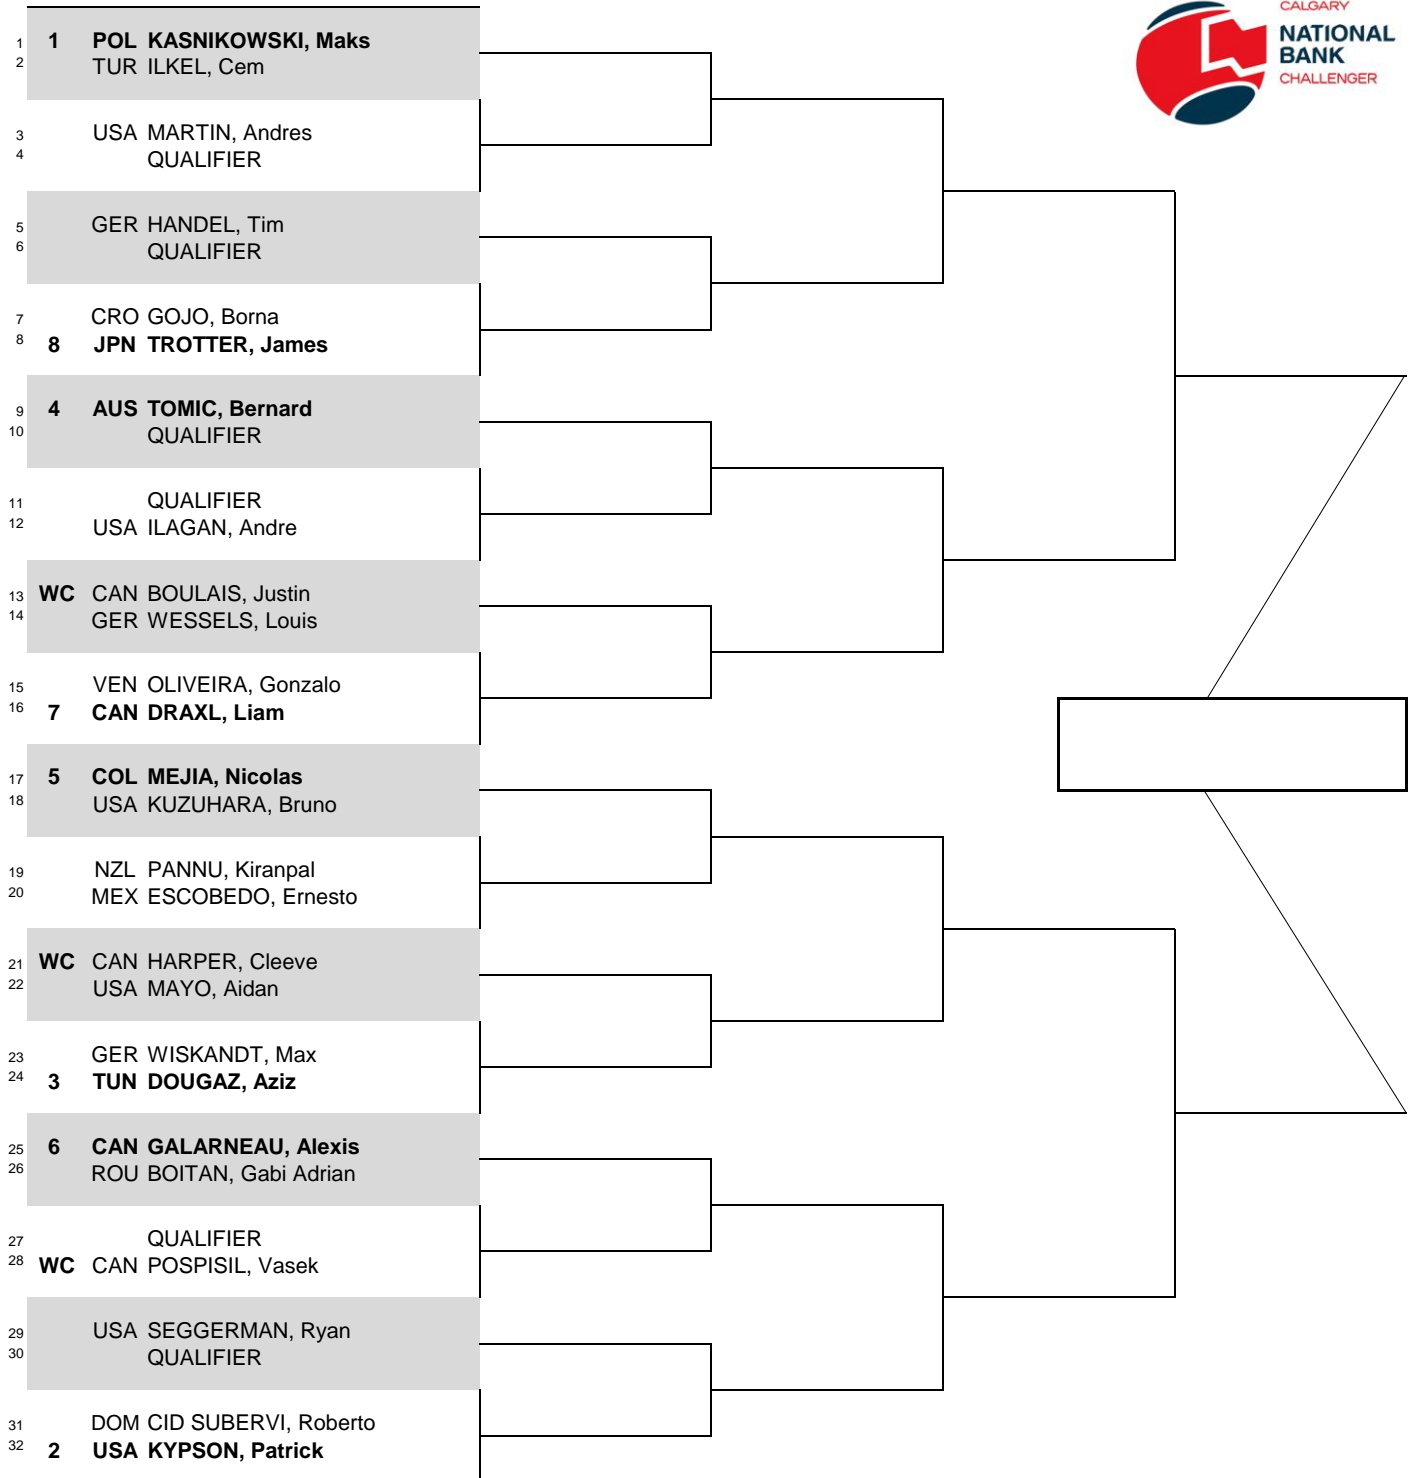 CALGARY
NATIONAL
BANK
CHALLENGER
1 1 POL KASNIKOWSKI, Maks
2 TUR ILKEL, Cem
3 USA MARTIN, Andres
4 QUALIFIER
5 GER HANDEL, Tim
6 QUALIFIER
7 CRO GOJO, Borna
8 8 JPN TROTTER, James
9 4 AUS TOMIC, Bernard
10 QUALIFIER
11 QUALIFIER
12 USA ILAGAN, Andre
13 WC CAN BOULAIS, Justin
14 GER WESSELS, Louis
15 VEN OLIVEIRA, Gonzalo
16 7 CAN DRAXL, Liam
17 5 COL MEJIA, Nicolas
18 USA KUZUHARA, Bruno
19 NZL PANNU, Kiranpal
20 MEX ESCOBEDO, Ernesto
21 WC CAN HARPER, Cleeve
22 USA MAYO, Aidan
23 GER WISKANDT, Max
24 3 TUN DOUGAZ, Aziz
25 6 CAN GALARNEAU, Alexis
26 ROU BOITAN, Gabi Adrian
27 QUALIFIER
28 WC CAN POSPISIL, Vasek
29 USA SEGGERMAN, Ryan
30 QUALIFIER
31 DOM CID SUBERVI, Roberto
32 2 USA KYPSON, Patrick